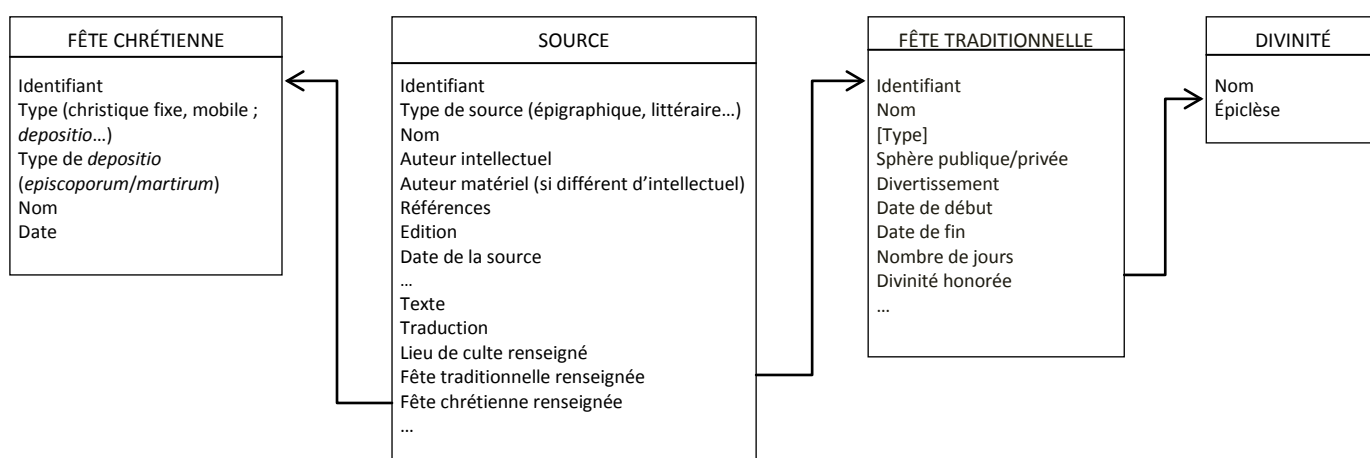 FÊTE CHRÉTIENNE
Identifiant
Type (christique fixe, mobile ;
depositio…)
Type de depositio
(episcoporum/martirum)
Nom
Date
SOURCE
Identifiant
Type de source (épigraphique, littéraire…)
Nom
Auteur intellectuel
Auteur matériel (si différent d’intellectuel)
Références
Edition
Date de la source
…
Texte
Traduction
Lieu de culte renseigné
Fête traditionnelle renseignée
Fête chrétienne renseignée
…
FÊTE TRADITIONNELLE
Identifiant
Nom
[Type]
Sphère publique/privée
Divertissement
Date de début
Date de fin
Nombre de jours
Divinité honorée
…
DIVINITÉ
Nom
Épiclèse